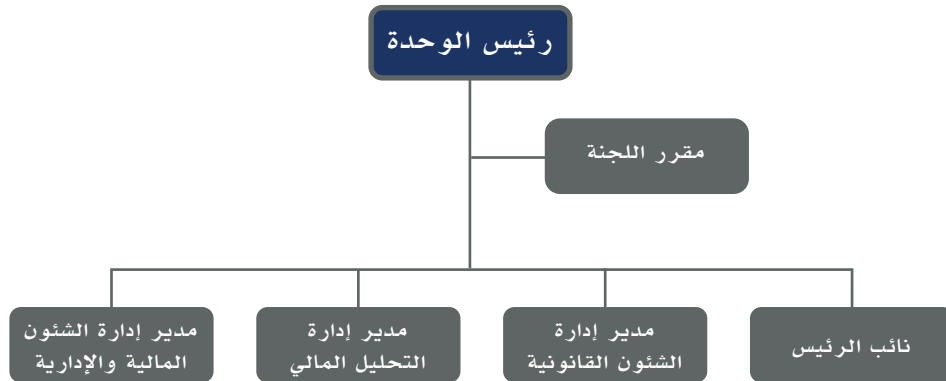 رئيس الوحدة
مقرر اللجنة
نائب الرئيس
مدير إدارة
الشئون القانونية
مدير إدارة
التحليل المالي
مدير إدارة الشئون
المالية والإدارية